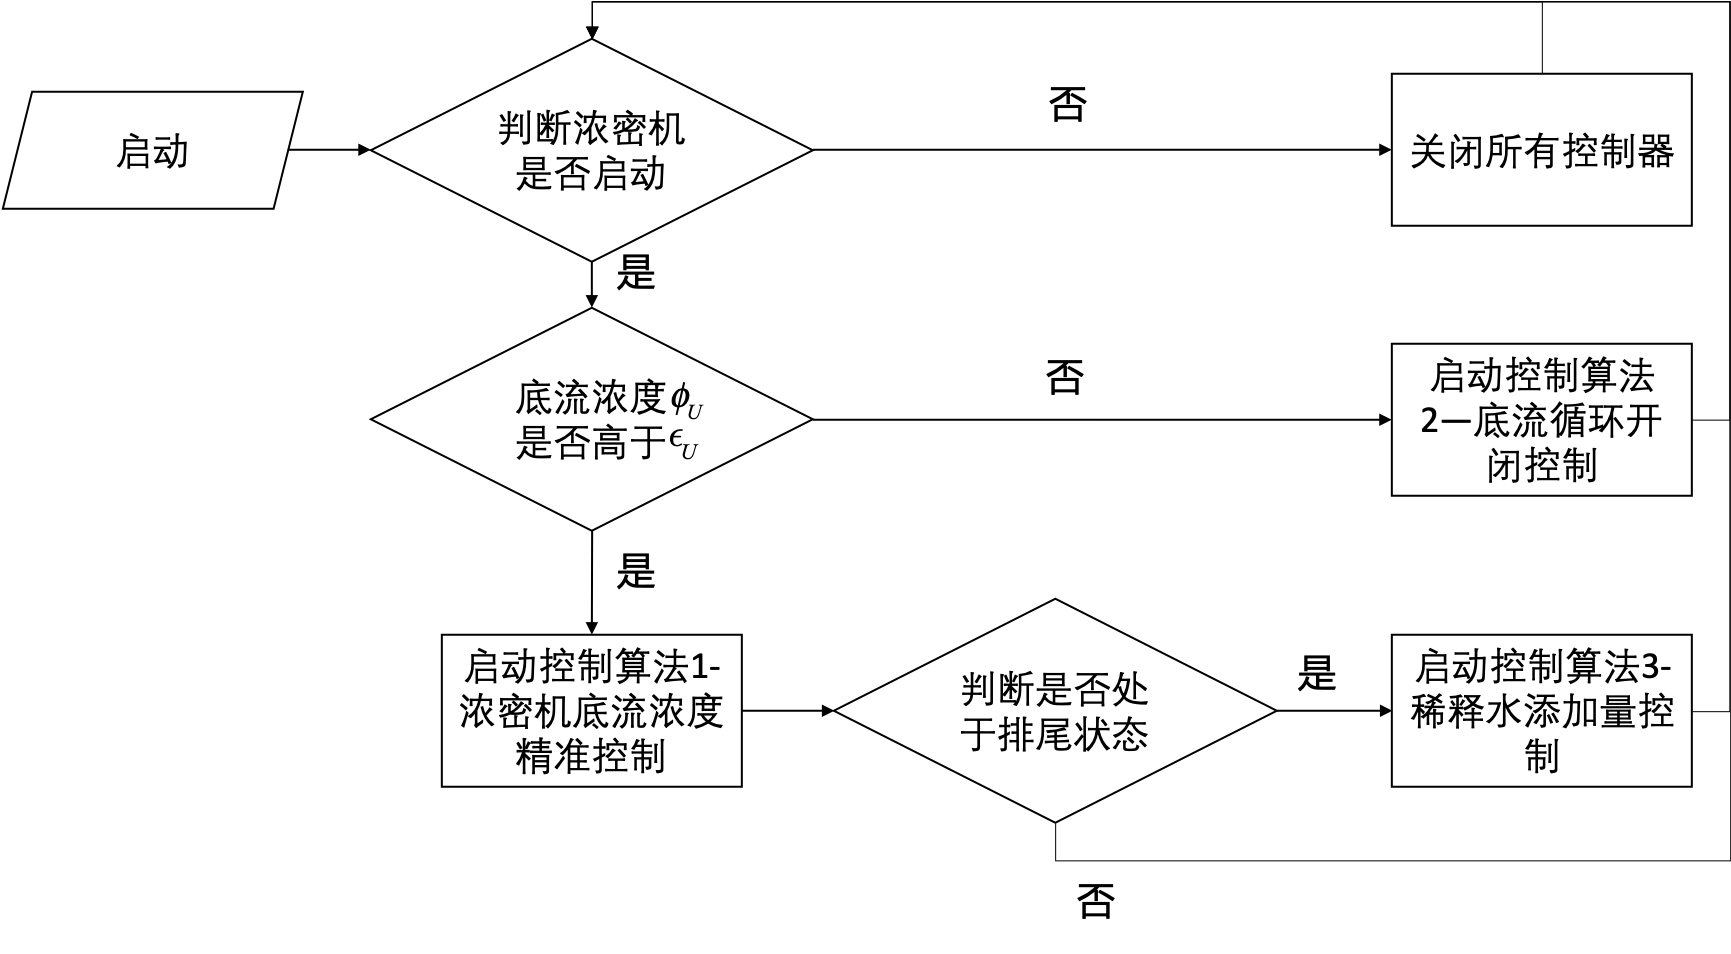 启动
判断浓密机
是否启动
否
关闭所有控制器
是
底流浓度ϕU
是否高于ϵU
否
启动控制算法
2—底流循环开
闭控制
是
启动控制算法1-
浓密机底流浓度
精准控制
判断是否处
于排尾状态
是
启动控制算法3-
稀释水添加量控
制
否